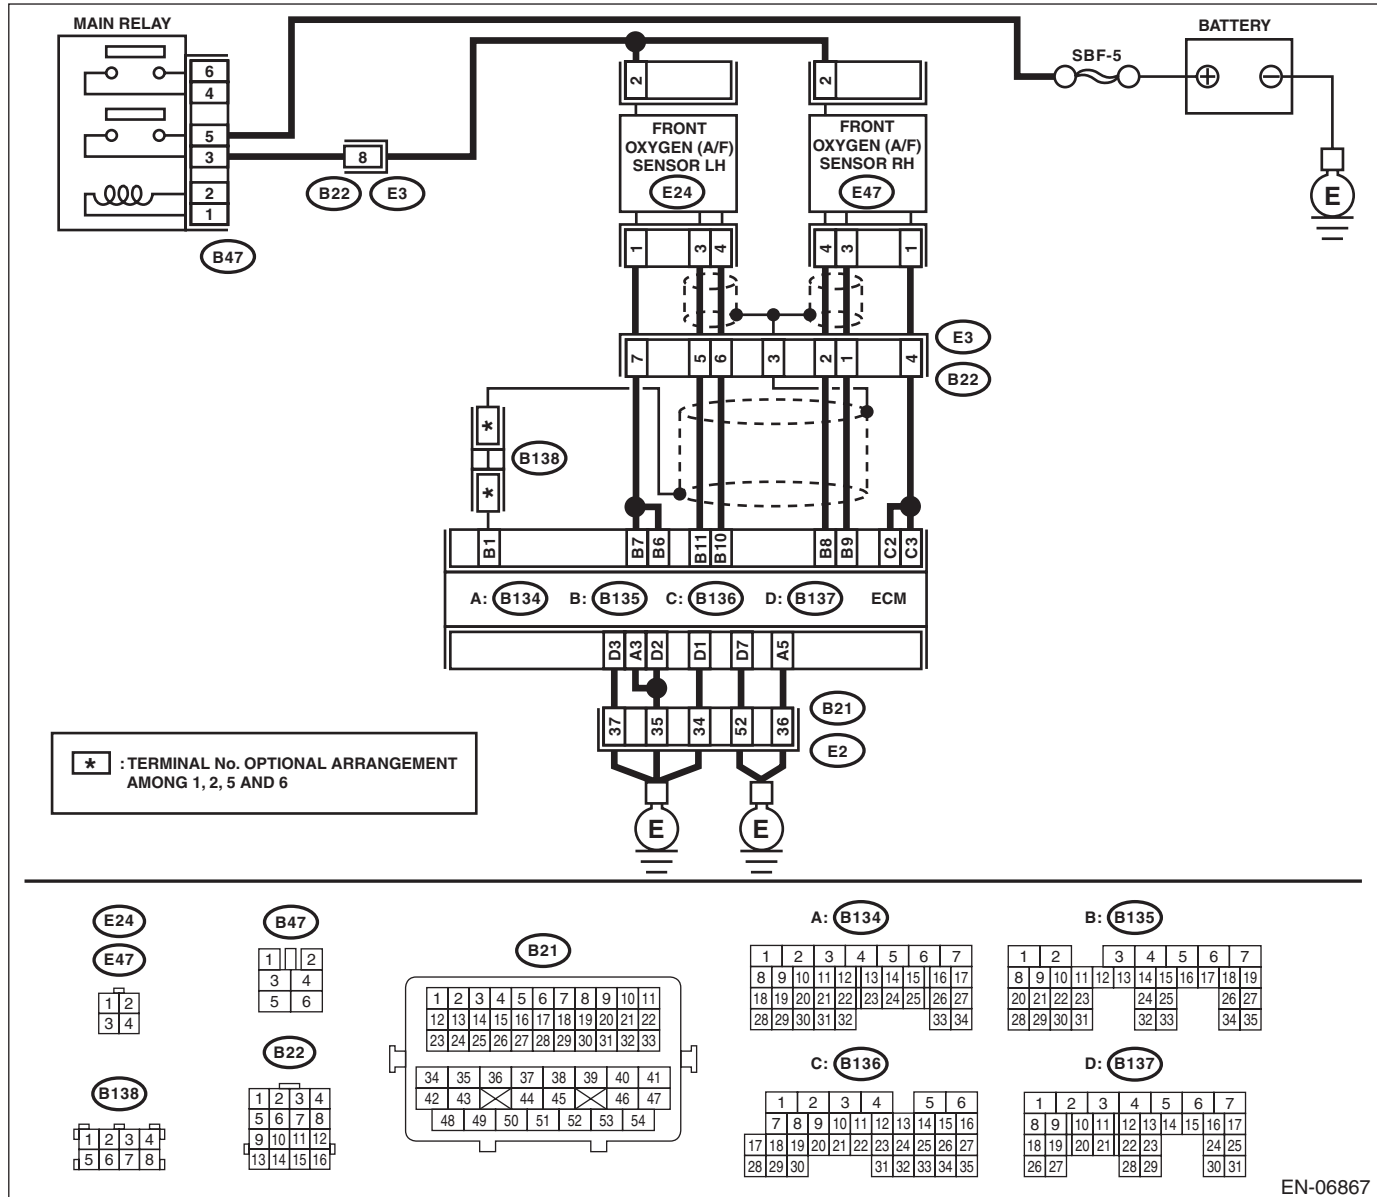 MAIN RELAY
BATTERY
SBF-5
6
4
5
3
2
1
B47
8
B22 E3
2
FRONT
OXYGEN (A/F)
SENSOR LH
E24
2
FRONT
OXYGEN (A/F)
SENSOR RH
E47
E
1 3 4 4 3 1
E3
7 5 6 3 2 1 4
B22
*
B138
*
B1 B7 B6 B11 B10 B8 B9 C2 C3
A: B134 B: B135 C: B136 D: B137 ECM
D3 A3 D2 D1 D7 A5
B21
37 35 34 52 36
E2
E E
* : TERMINAL No. OPTIONAL ARRANGEMENT
AMONG 1, 2, 5 AND 6
E24
E47
1 2
3 4
B47
1 2
3 4
5 6
B138
1 2 3 4
5 6 7 8
B22
1 2 3 4
5 6 7 8
9 10 11 12
13 14 15 16
B21
1 2 3 4 5 6 7 8 9 10 11
12 13 14 15 16 17 18 19 20 21 22
23 24 25 26 27 28 29 30 31 32 33
34 35 36 37 38 39 40 41
42 43 44 45 46 47
48 49 50 51 52 53 54
A: B134
1 2 3 4 5 6 7
8 9 10 11 12 13 14 15 16 17
18 19 20 21 22 23 24 25 26 27
28 29 30 31 32 33 34
B: B135
1 2 3 4 5 6 7
8 9 10 11 12 13 14 15 16 17 18 19
20 21 22 23 24 25 26 27
28 29 30 31 32 33 34 35
C: B136
1 2 3 4 5 6
7 8 9 10 11 12 13 14 15 16
17 18 19 20 21 22 23 24 25 26 27
28 29 30 31 32 33 34 35
D: B137
1 2 3 4 5 6 7
8 9 10 11 12 13 14 15 16 17
18 19 20 21 22 23 24 25
26 27 28 29 30 31
EN-06867